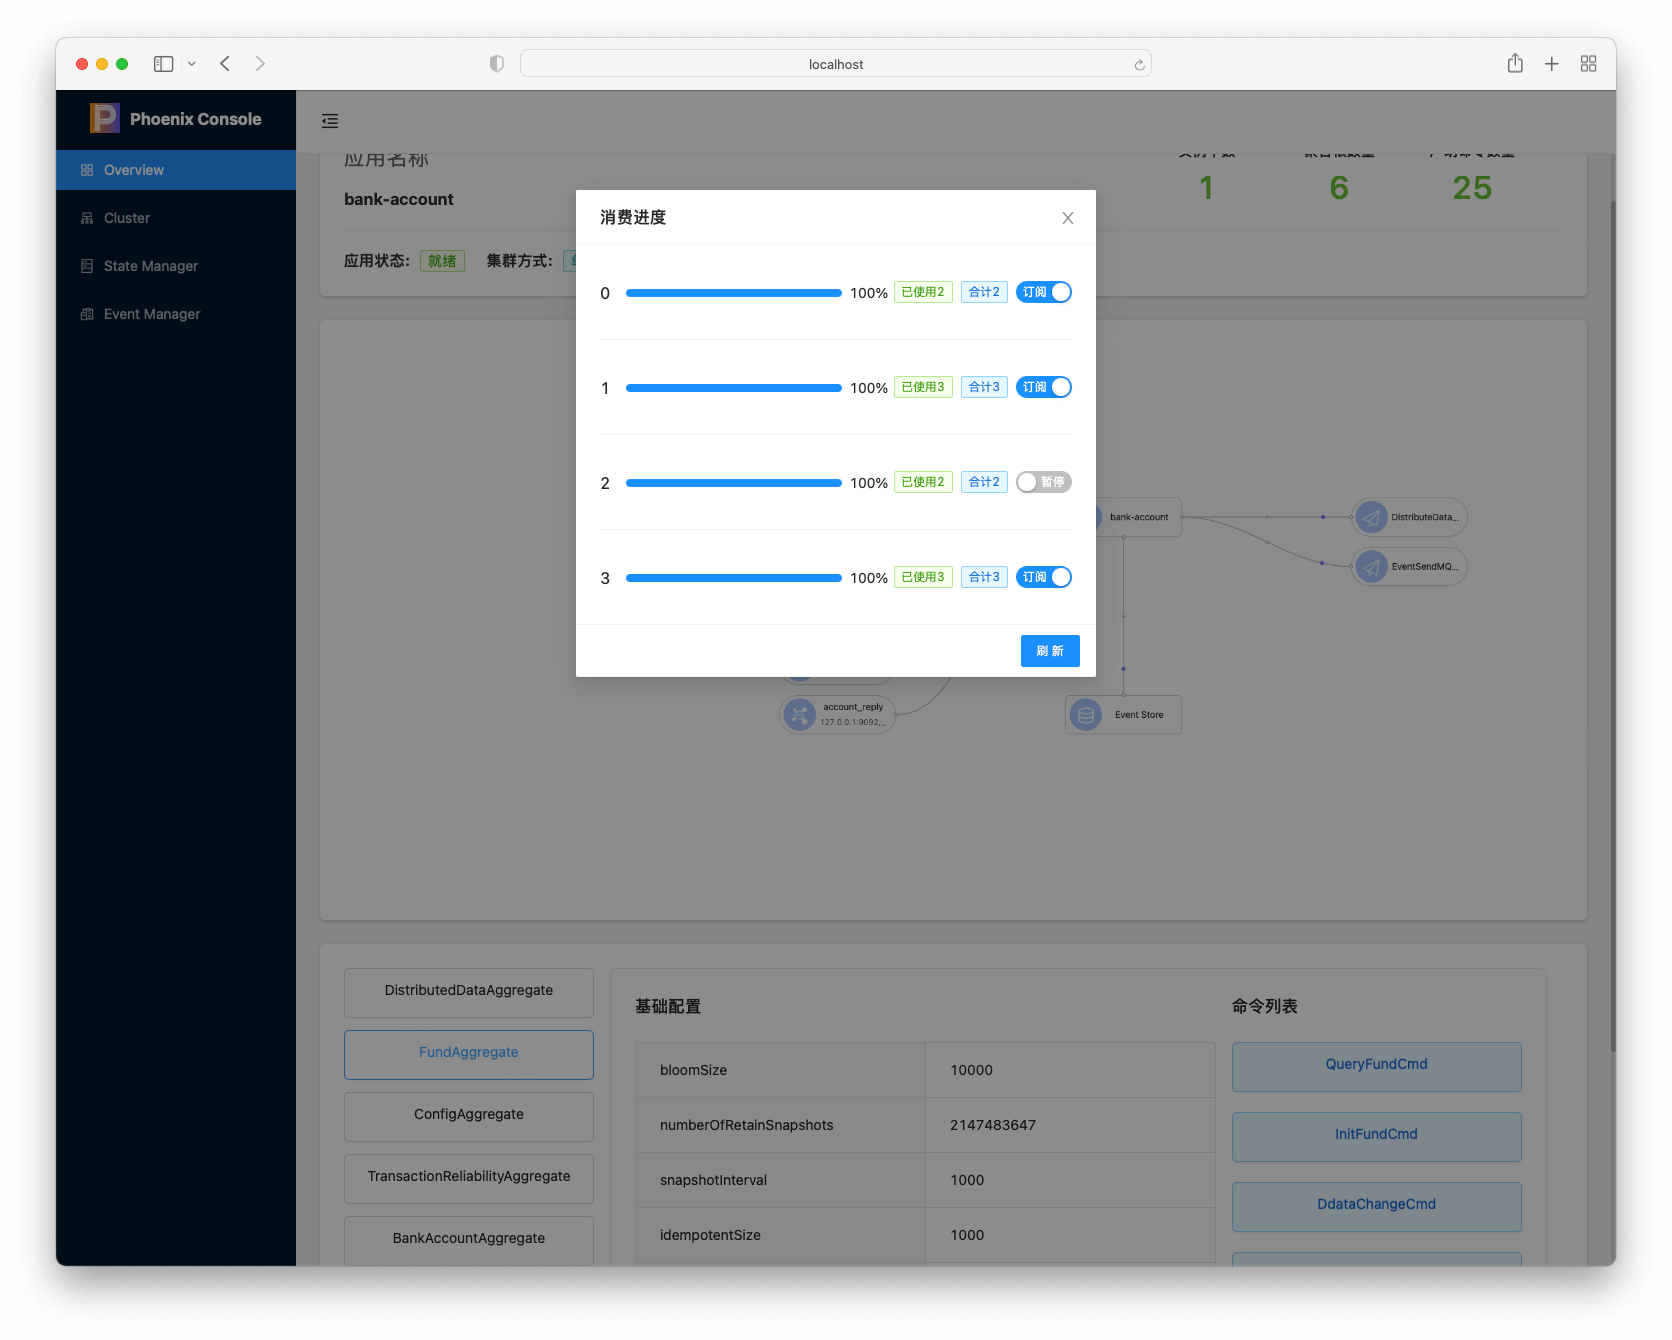 localhost
Phoenix Console
Overview
Cluster
State Manager
Event Manager
应用名称
bank-account
1
6
25
应用状态: 就绪 集群方式:
消费进度
0 100% 已使用2 合计2 订阅
1 100% 已使用3 合计3 订阅
2 100% 已使用2 合计2 暂停
3 100% 已使用3 合计3 订阅
刷 新
bank-account
DistributeData...
EventSendMQ...
account_reply
127.0.0.1:9092,...
Event Store
DistributedDataAggregate
FundAggregate
ConfigAggregate
TransactionReliabilityAggregate
BankAccountAggregate
基础配置
bloomSize 10000
numberOfRetainSnapshots 2147483647
snapshotInterval 1000
idempotentSize 1000
命令列表
QueryFundCmd
InitFundCmd
DdataChangeCmd